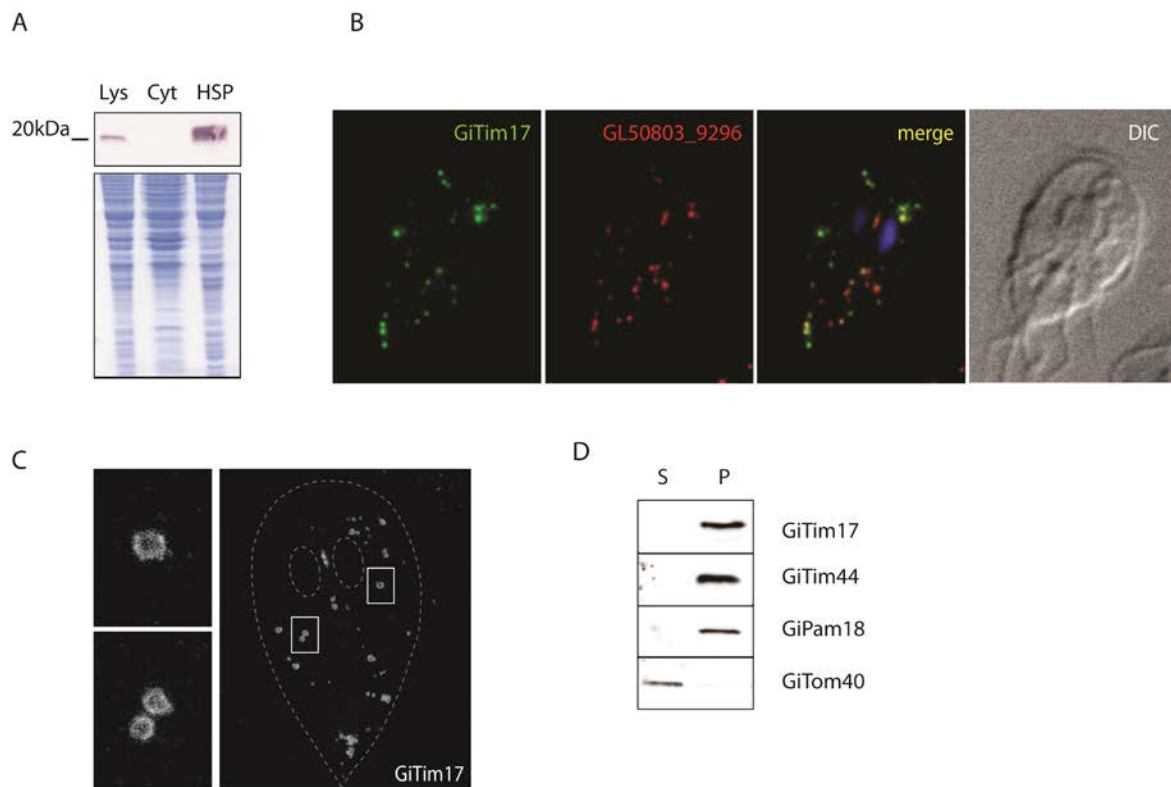 A
B
Lys Cyt HSP
20kDa
GiTim17
GL50803_9296
merge
DIC
C
D
S P
GiTim17
GiTim44
GiPam18
GiTom40
GiTim17